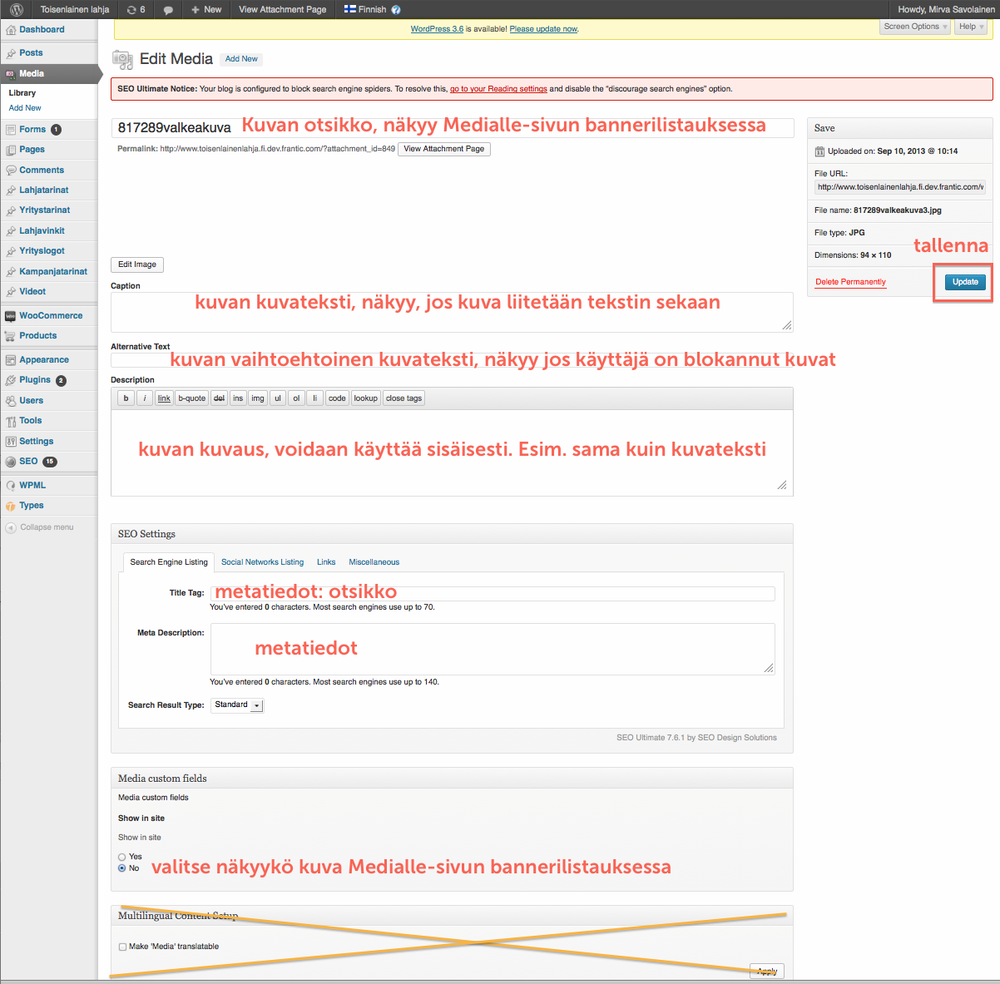 Toisenlainen lahja 6 + New View Attachment Page Finnish ? Howdy, Mirva Savolainen
WordPress 3.6 is available! Please update now.
Screen Options Help
Dashboard
Posts
Media
Library
Add New
Forms 1
Pages
Comments
Lahjatarinat
Yritystarinat
Lahjavinkit
Yrityslogot
Kampanjatarinat
Videot
WooCommerce
Products
Appearance
Plugins 2
Users
Tools
Settings
SEO 15
WPML
Types
Collapse menu
Edit Media Add New
SEO Ultimate Notice: Your blog is configured to block search engine spiders. To resolve this, go to your Reading settings and disable the "discourage search engines" option.
817289valkeakuva Kuvan otsikko, näkyy Medialle-sivun bannerilistauksessa
Permalink: http://www.toisenlainenlahja.fi.dev.frantic.com/?attachment_id=849 View Attachment Page
Edit Image
Caption
kuvan kuvateksti, näkyy, jos kuva liitetään tekstin sekaan
Alternative Text
kuvan vaihtoehtoinen kuvateksti, näkyy jos käyttäjä on blokannut kuvat
Description
b i link b-quote del ins img ul ol li code lookup close tags
kuvan kuvaus, voidaan käyttää sisäisesti. Esim. sama kuin kuvateksti
SEO Settings
Search Engine Listing Social Networks Listing Links Miscellaneous
Title Tag: metatiedot: otsikko
You've entered 0 characters. Most search engines use up to 70.
Meta Description: metatiedot
You've entered 0 characters. Most search engines use up to 140.
Search Result Type: Standard
SEO Ultimate 7.6.1 by SEO Design Solutions
Media custom fields
Media custom fields
Show in site
Show in site
Yes
No valitse näkyykö kuva Medialle-sivun bannerilistauksessa
Multilingual Content Setup
Make 'Media' translatable
Apply
Save
Uploaded on: Sep 10, 2013 @ 10:14
File URL:
http://www.toisenlainenlahja.fi.dev.frantic.com/v
File name: 817289valkeakuva3.jpg
File type: JPG
tallenna
Dimensions: 94 × 110
Delete Permanently Update